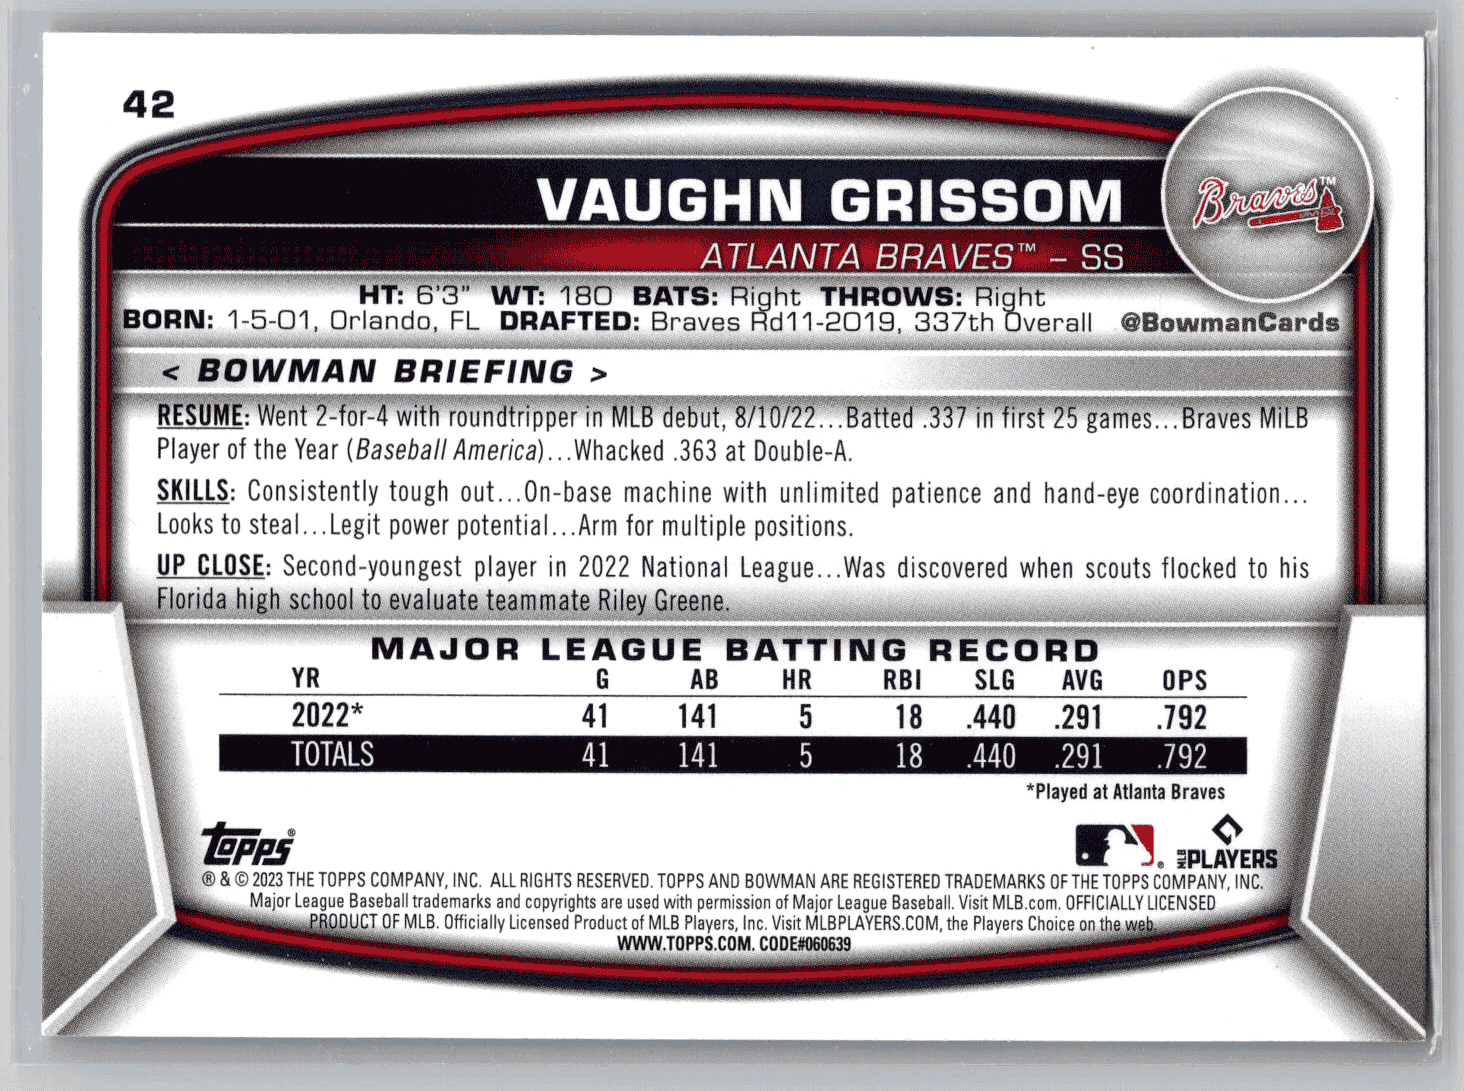 42
VAUGHN GRISSOM
Braves™
ATLANTA BRAVES™ – SS
HT: 6'3" WT: 180 BATS: Right THROWS: Right
BORN: 1-5-01, Orlando, FL DRAFTED: Braves Rd11-2019, 337th Overall @BowmanCards
< BOWMAN BRIEFING >
RESUME: Went 2-for-4 with roundtripper in MLB debut, 8/10/22...Batted .337 in first 25 games...Braves MiLB
Player of the Year (Baseball America)...Whacked .363 at Double-A.
SKILLS: Consistently tough out...On-base machine with unlimited patience and hand-eye coordination...
Looks to steal...Legit power potential...Arm for multiple positions.
UP CLOSE: Second-youngest player in 2022 National League...Was discovered when scouts flocked to his
Florida high school to evaluate teammate Riley Greene.
MAJOR LEAGUE BATTING RECORD
YR G AB HR RBI SLG AVG OPS
2022* 41 141 5 18 .440 .291 .792
TOTALS 41 141 5 18 .440 .291 .792
*Played at Atlanta Braves
Topps®
® MLB PLAYERS
® & © 2023 THE TOPPS COMPANY, INC. ALL RIGHTS RESERVED. TOPPS AND BOWMAN ARE REGISTERED TRADEMARKS OF THE TOPPS COMPANY, INC.
Major League Baseball trademarks and copyrights are used with permission of Major League Baseball. Visit MLB.com. OFFICIALLY LICENSED
PRODUCT OF MLB. Officially Licensed Product of MLB Players, Inc. Visit MLBPLAYERS.COM, the Players Choice on the web.
WWW.TOPPS.COM. CODE#060639